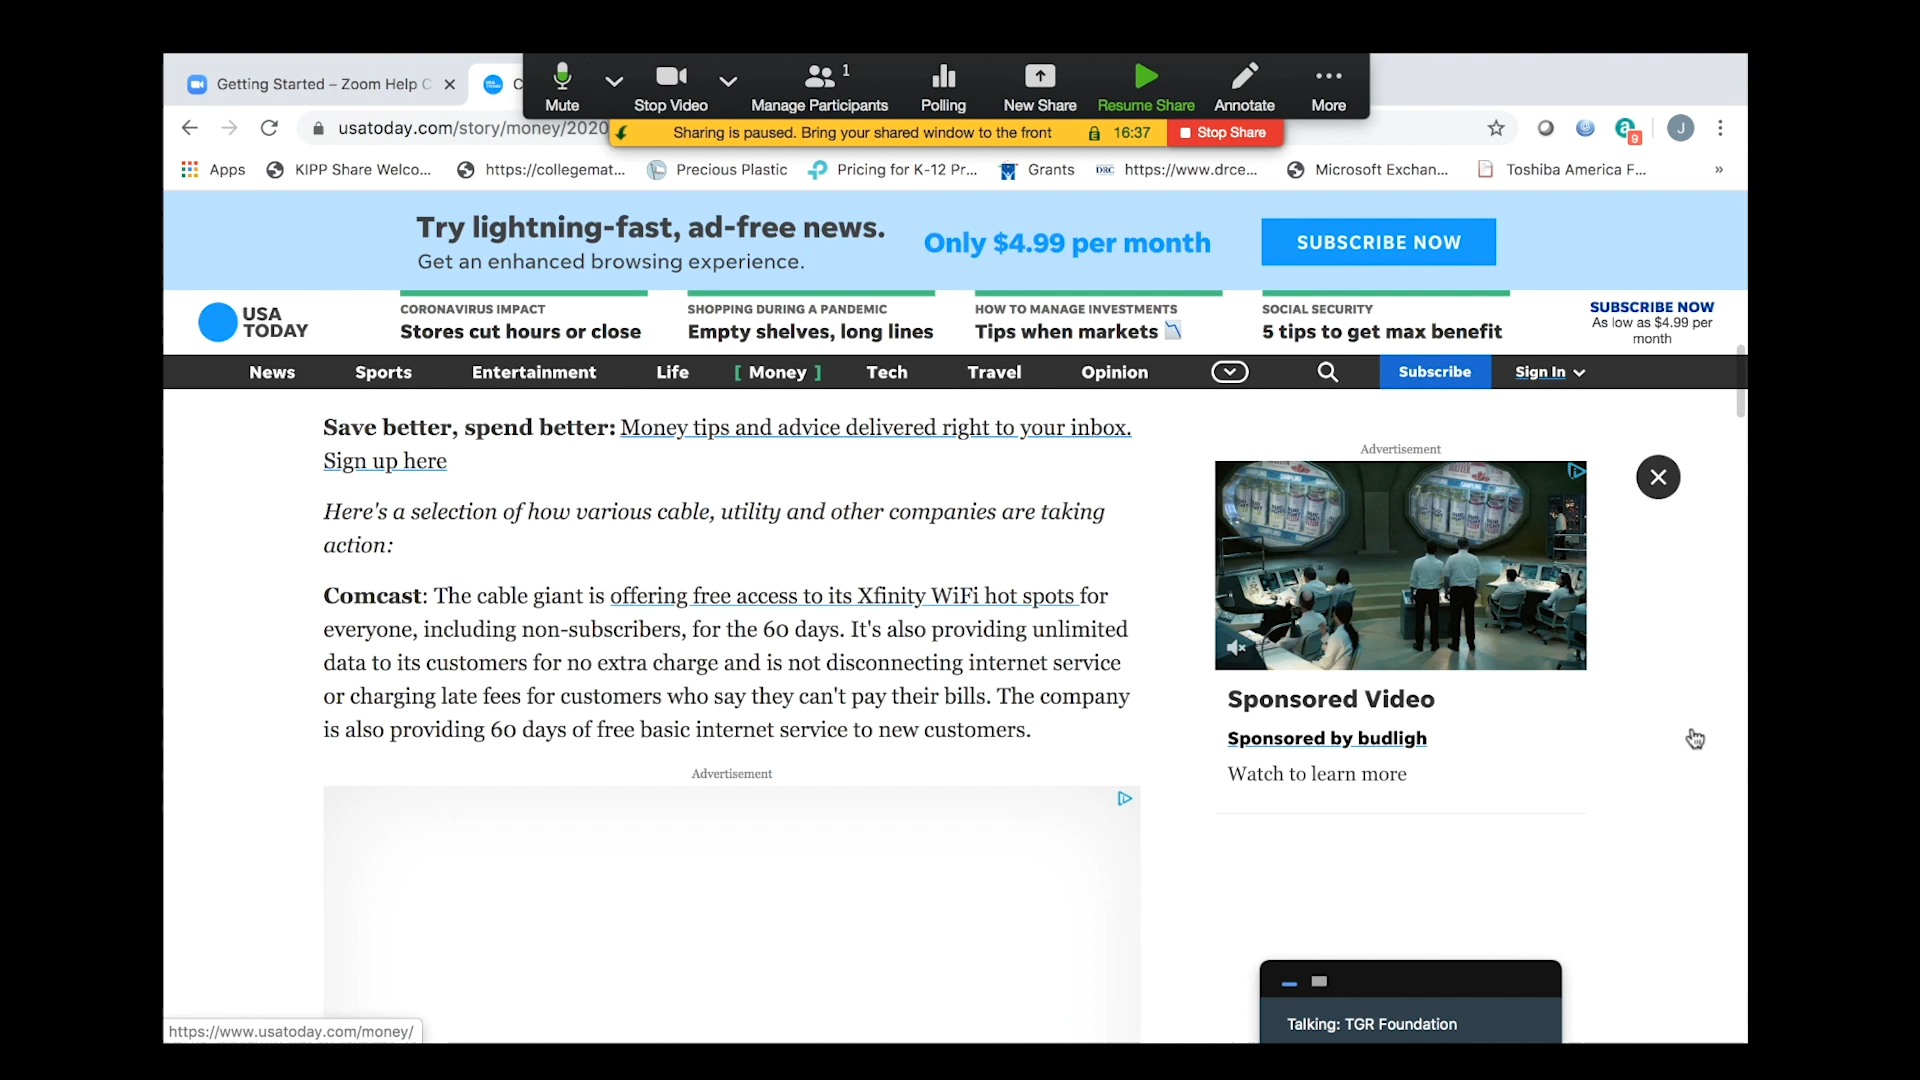 Getting Started – Zoom Help C
C
1
Mute
Stop Video
Manage Participants
Polling
New Share
Resume Share
Annotate
More
usatoday.com/story/money/2020
Sharing is paused. Bring your shared window to the front
16:37
Stop Share
9
J
Apps
KIPP Share Welco...
https://collegemat...
Precious Plastic
Pricing for K-12 Pr...
Grants
DRC https://www.drce...
Microsoft Exchan...
Toshiba America F...
»
Try lightning-fast, ad-free news.
Get an enhanced browsing experience.
Only $4.99 per month
SUBSCRIBE NOW
USA
TODAY
CORONAVIRUS IMPACT
Stores cut hours or close
SHOPPING DURING A PANDEMIC
Empty shelves, long lines
HOW TO MANAGE INVESTMENTS
Tips when markets
SOCIAL SECURITY
5 tips to get max benefit
SUBSCRIBE NOW
As low as $4.99 per
month
News
Sports
Entertainment
Life
[ Money ]
Tech
Travel
Opinion
Subscribe
Sign In
Save better, spend better: Money tips and advice delivered right to your inbox.
Sign up here
Here's a selection of how various cable, utility and other companies are taking
action:
Comcast: The cable giant is offering free access to its Xfinity WiFi hot spots for
everyone, including non-subscribers, for the 60 days. It's also providing unlimited
data to its customers for no extra charge and is not disconnecting internet service
or charging late fees for customers who say they can't pay their bills. The company
is also providing 60 days of free basic internet service to new customers.
Advertisement
Advertisement
Sponsored Video
Sponsored by budligh
Watch to learn more
Talking: TGR Foundation
https://www.usatoday.com/money/